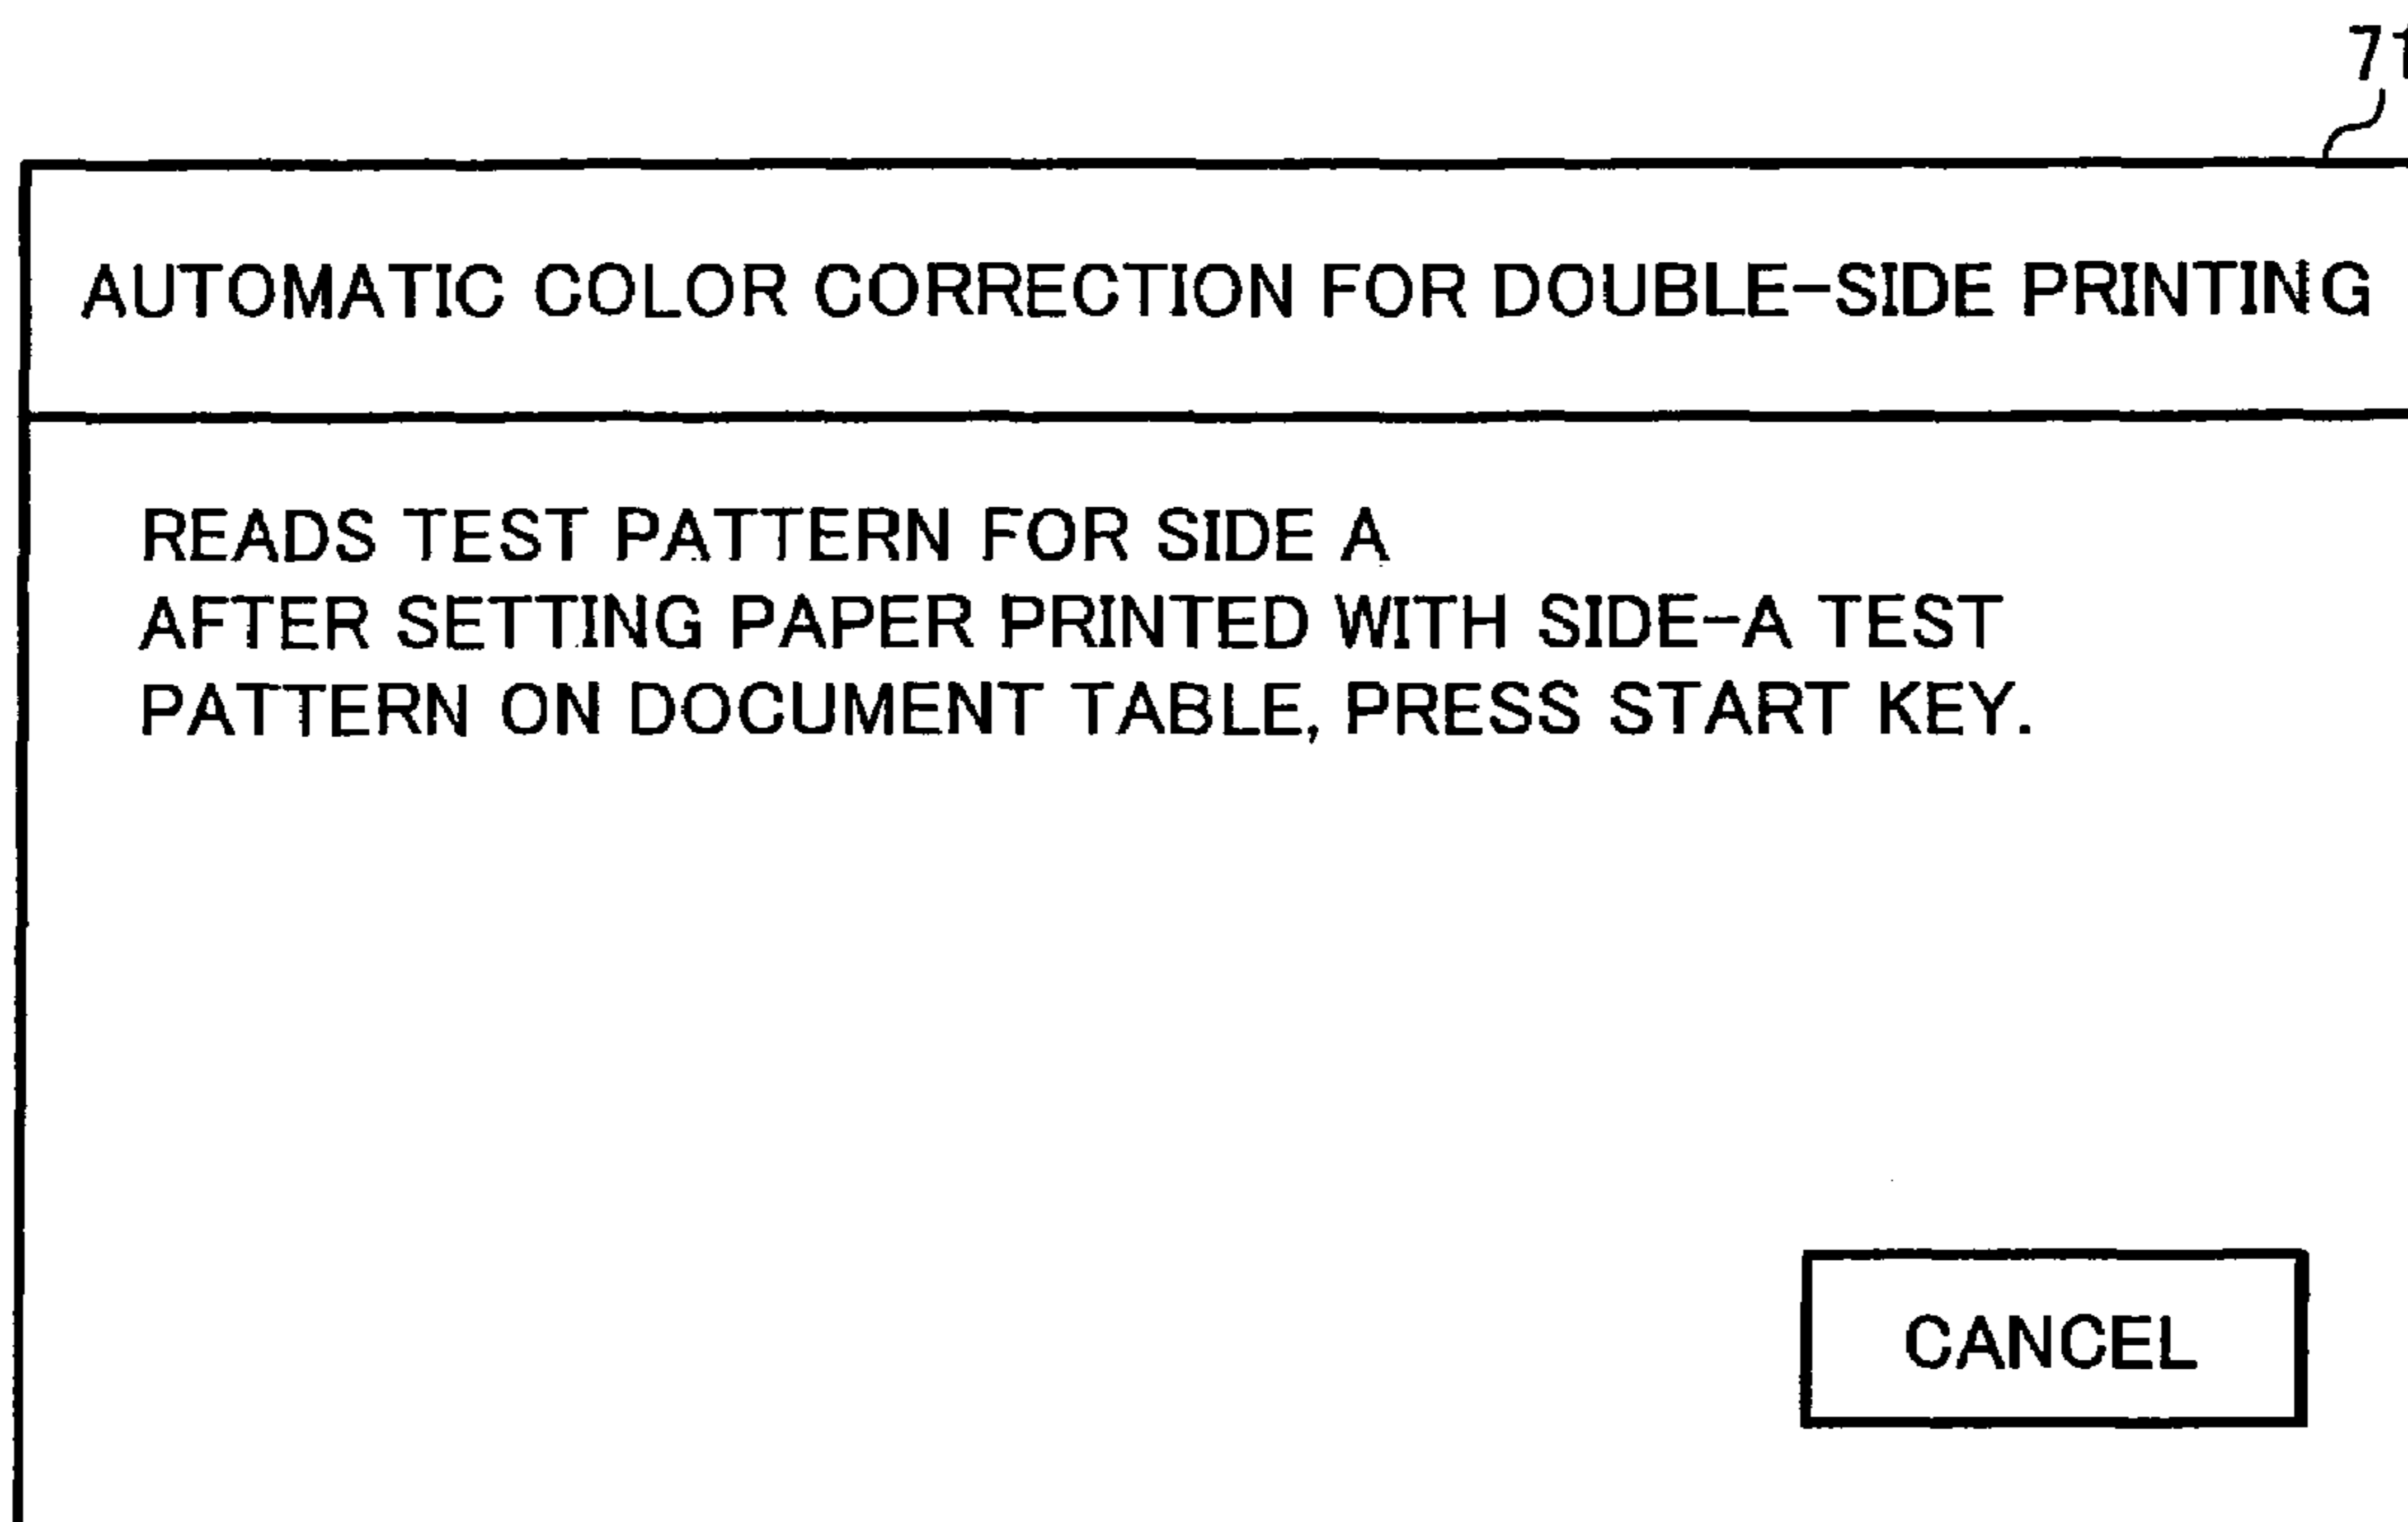 AUTOMATIC COLOR CORRECTION FOR DOUBLE-SIDE PRINTING
READS TEST PATTERN FOR SIDE A
AFTER SETTING PAPER PRINTED WITH SIDE-A TEST
PATTERN ON DOCUMENT TABLE, PRESS START KEY.
CANCEL